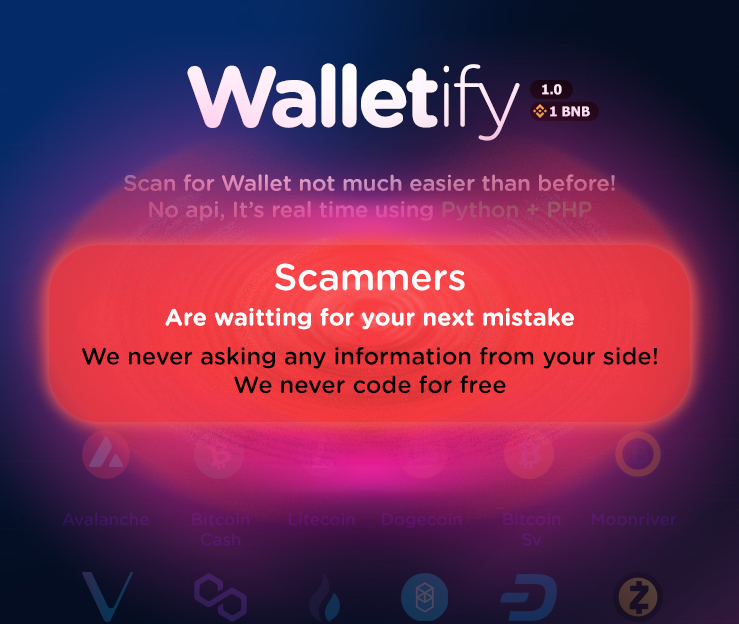 Walletify
1.0
1 BNB
Scan for Wallet not much easier than before!
No api, It's real time using Python + PHP
Scammers
Are waitting for your next mistake
We never asking any information from your side!
We never code for free
Avalanche Bitcoin Cash Litecoin Dogecoin Bitcoin Sv Moonriver